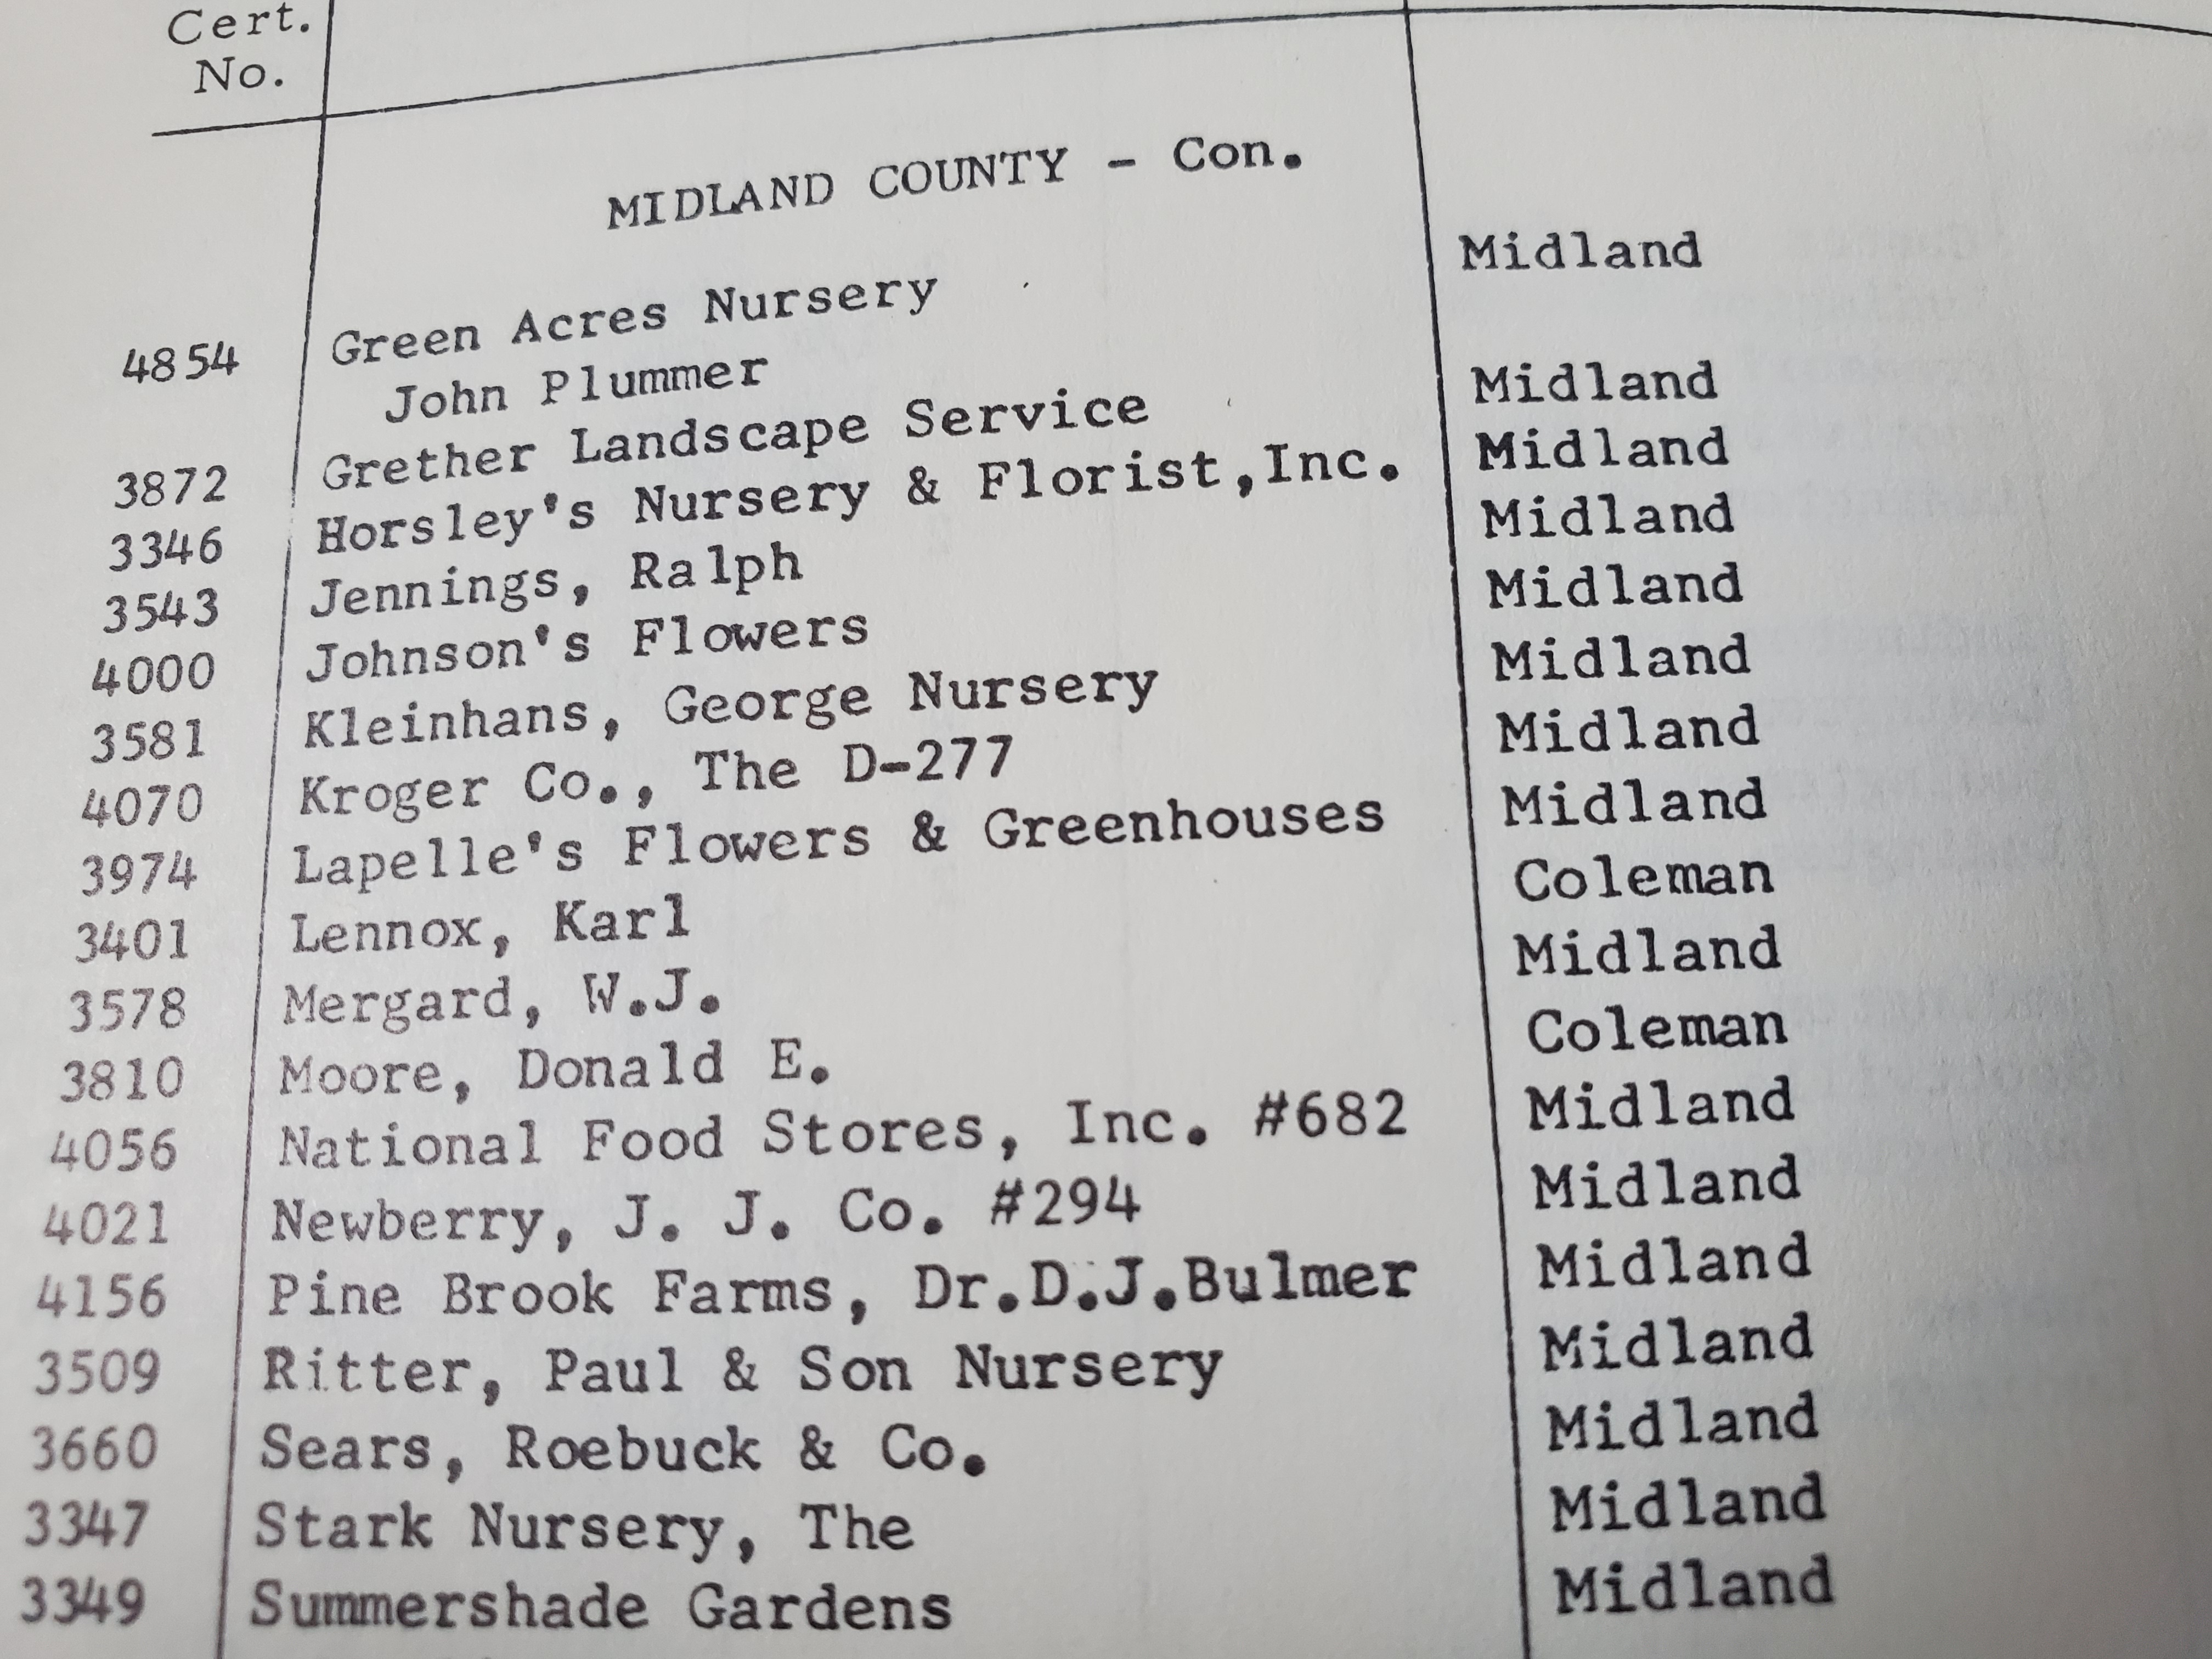 Cert.
No.
MIDLAND COUNTY - Con.
4854 Green Acres Nursery Midland
John Plummer
3872 Grether Landscape Service Midland
3346 Horsley's Nursery & Florist,Inc. Midland
3543 Jennings, Ralph Midland
4000 Johnson's Flowers Midland
3581 Kleinhans, George Nursery Midland
4070 Kroger Co., The D-277 Midland
3974 Lapelle's Flowers & Greenhouses Midland
3401 Lennox, Karl Coleman
3578 Mergard, W.J. Midland
3810 Moore, Donald E. Coleman
4056 National Food Stores, Inc. #682 Midland
4021 Newberry, J. J. Co. #294 Midland
4156 Pine Brook Farms, Dr.D.J.Bulmer Midland
3509 Ritter, Paul & Son Nursery Midland
3660 Sears, Roebuck & Co. Midland
3347 Stark Nursery, The Midland
3349 Summershade Gardens Midland